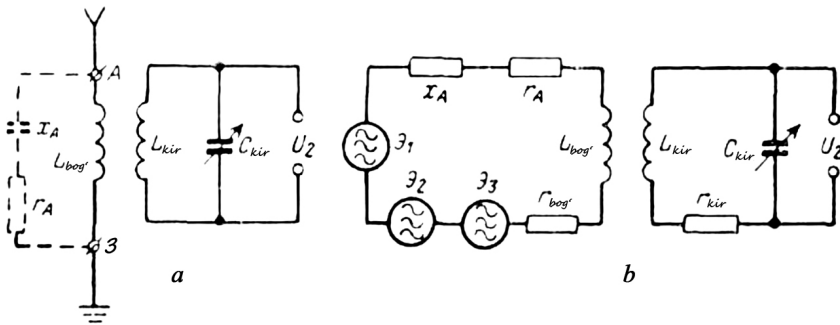 A
x_A
L_bog'
r_A
З
L_kir
C_kir
U_2
a
x_A
r_A
Э_1
Э_2
Э_3
r_bog'
L_bog'
L_kir
r_kir
C_kir
U_2
b